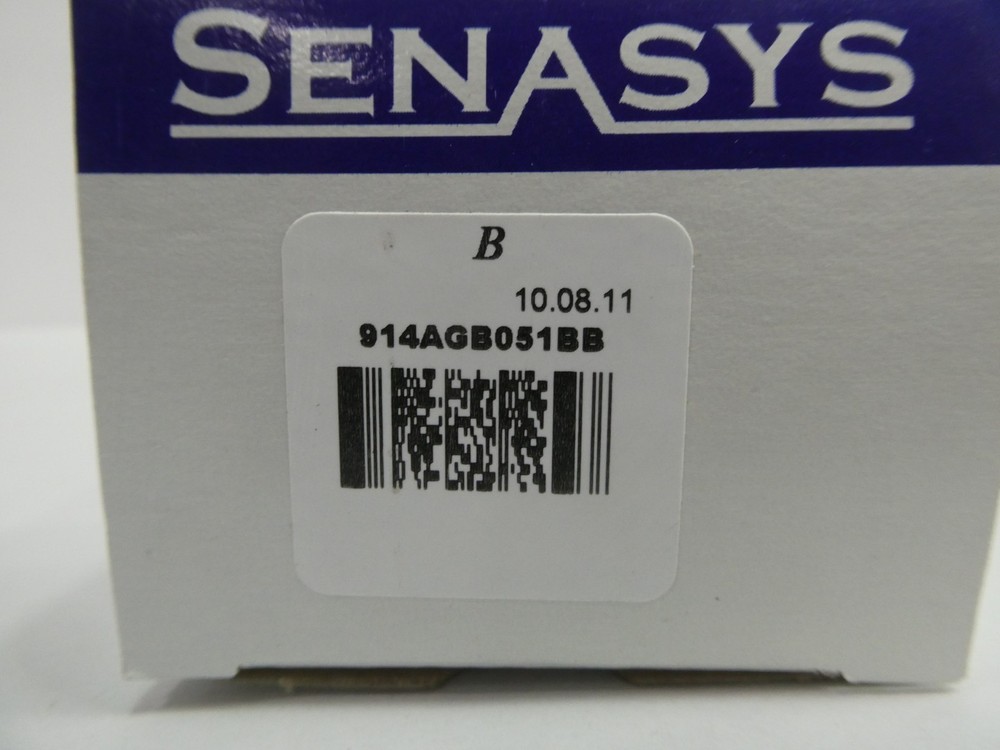 SENASYS
B
10.08.11
914AGB051BB